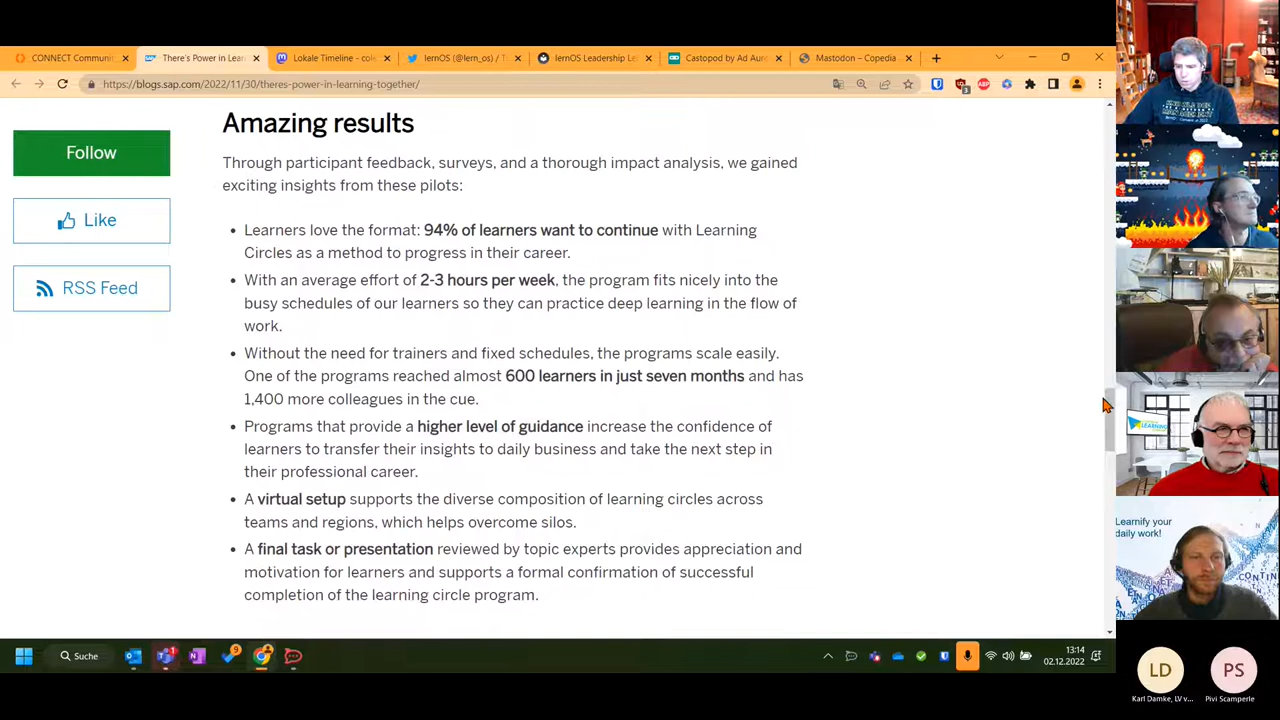 CONNECT Communi
There's Power in Lear
Lokale Timeline - cole
lernOS (@lern_os) / T
lernOS Leadership Le
Castopod by Ad Aure
Mastodon – Copedia
https://blogs.sap.com/2022/11/30/theres-power-in-learning-together/
Follow
Like
RSS Feed
Amazing results
Through participant feedback, surveys, and a thorough impact analysis, we gained
exciting insights from these pilots:
• Learners love the format: 94% of learners want to continue with Learning
Circles as a method to progress in their career.
• With an average effort of 2-3 hours per week, the program fits nicely into the
busy schedules of our learners so they can practice deep learning in the flow of
work.
• Without the need for trainers and fixed schedules, the programs scale easily.
One of the programs reached almost 600 learners in just seven months and has
1,400 more colleagues in the cue.
• Programs that provide a higher level of guidance increase the confidence of
learners to transfer their insights to daily business and take the next step in
their professional career.
• A virtual setup supports the diverse composition of learning circles across
teams and regions, which helps overcome silos.
• A final task or presentation reviewed by topic experts provides appreciation and
motivation for learners and supports a formal confirmation of successful
completion of the learning circle program.
Suche
13:14
02.12.2022
LEARNING
Learnify your
daily work!
LD
PS
Karl Damke, LV v...
Pivi Scamperle